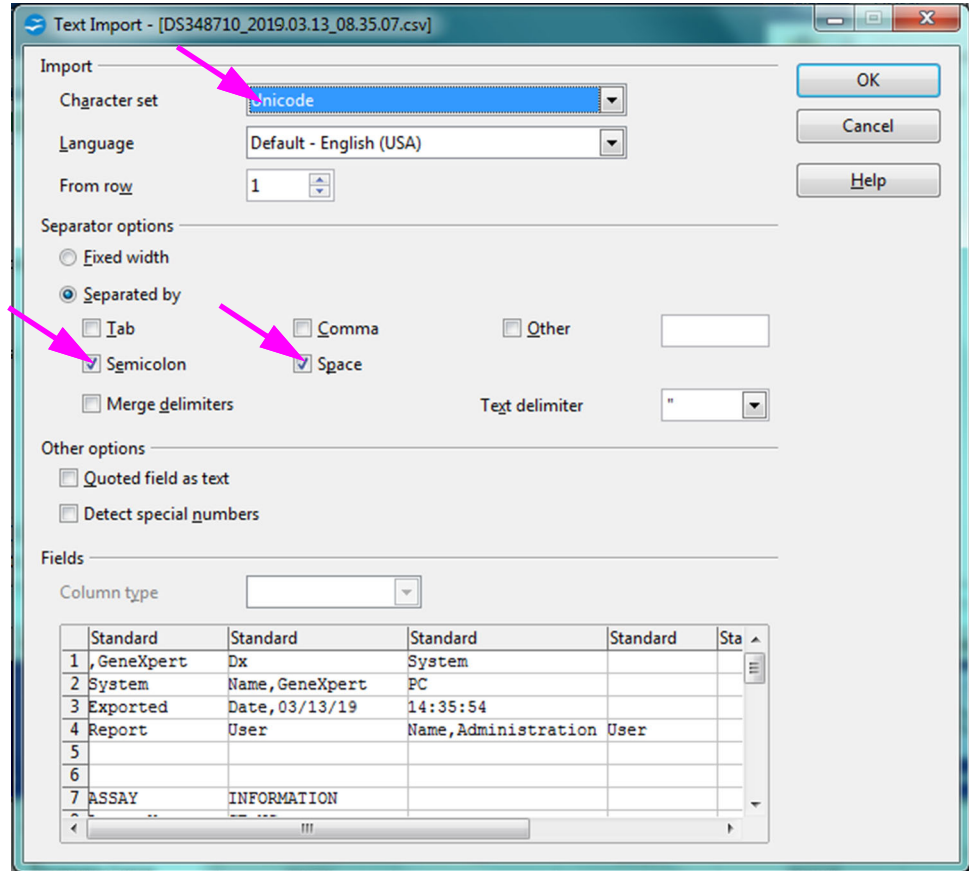 Text Import - [DS348710_2019.03.13_08.35.07.csv]
Import
OK
Character set Unicode
Cancel
Language Default - English (USA)
From row 1
Help
Separator options
Fixed width
Separated by
Tab Comma Other
Semicolon Space
Merge delimiters Text delimiter "
Other options
Quoted field as text
Detect special numbers
Fields
Column type
Standard Standard Standard Standard Sta
1 ,GeneXpert Dx System
2 System Name,GeneXpert PC
3 Exported Date,03/13/19 14:35:54
4 Report User Name,Administration User
5
6
7 ASSAY INFORMATION